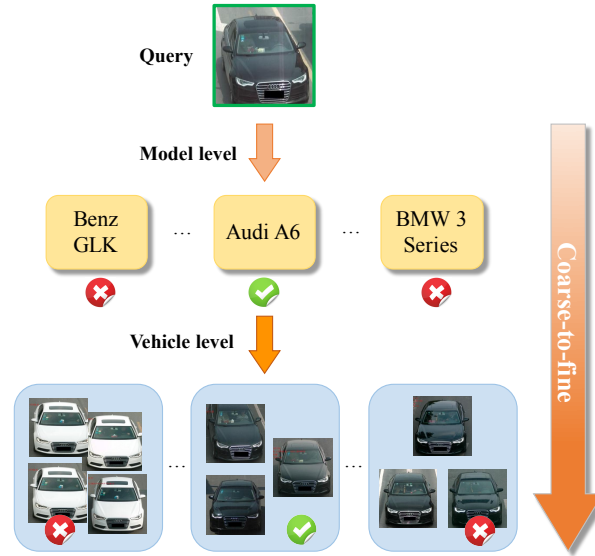 Query
Model level
Benz
GLK
...
Audi A6
...
BMW 3
Series
Vehicle level
...
...
Coarse-to-fine